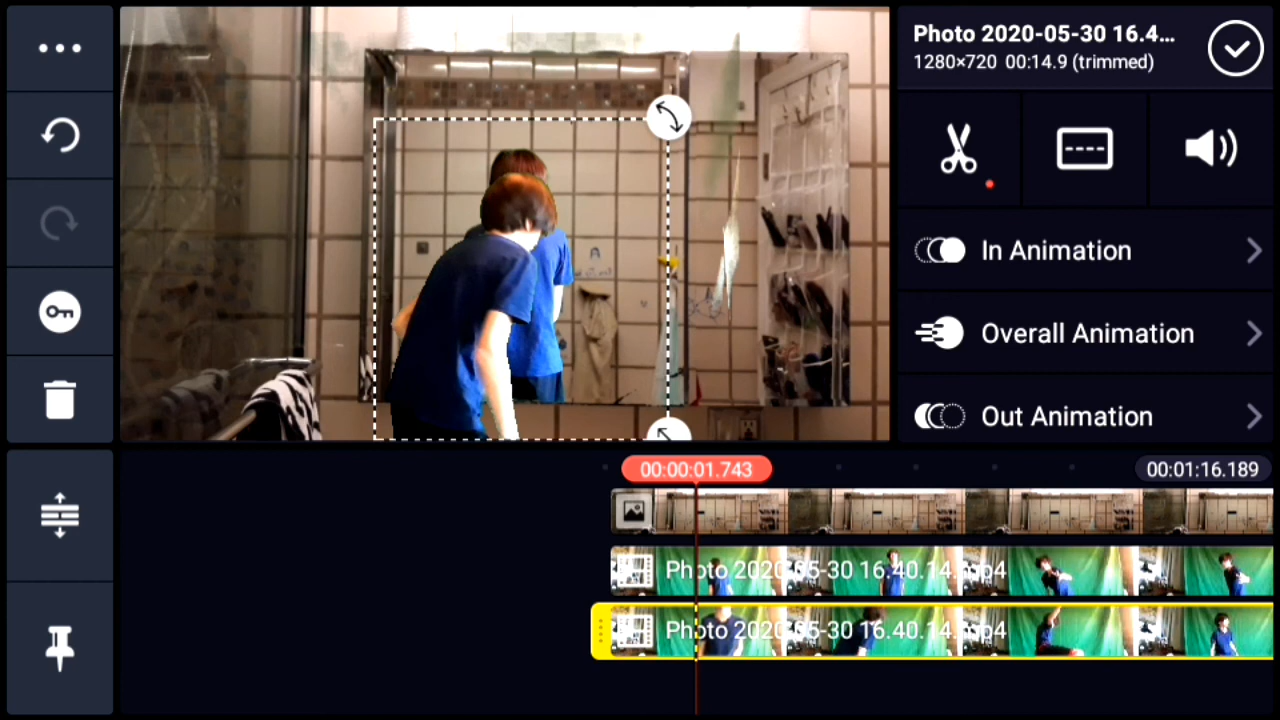 Photo 2020-05-30 16.4...
1280×720 00:14.9 (trimmed)
In Animation
Overall Animation
Out Animation
00:00:01.743
00:01:16.189
Photo 2020-05-30 16.40.14.mp4
Photo 2020-05-30 16.40.14.mp4